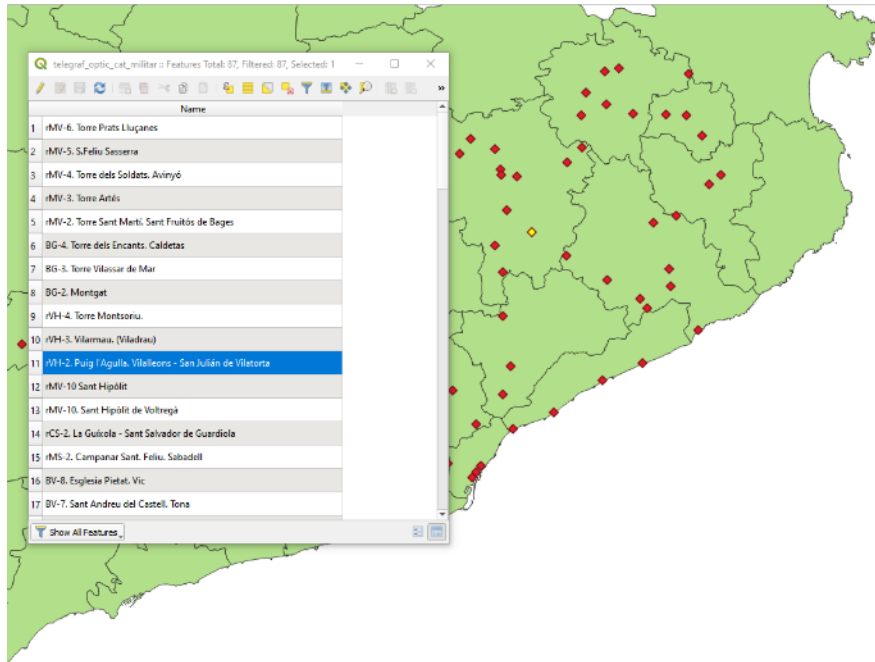 telegraf_optic_cat_militar :: Features Total: 87, Filtered: 87, Selected: 1
Name
1 rMV-6. Torre Prats Lluçanes
2 rMV-5. S.Feliu Sasserra
3 rMV-4. Torre dels Soldats. Avinyó
4 rMV-3. Torre Artés
5 rMV-2. Torre Sant Martí. Sant Fruitós de Bages
6 BG-4. Torre dels Encants. Caldetas
7 BG-3. Torre Vilassar de Mar
8 BG-2. Montgat
9 rVH-4. Torre Montsoriu.
10 rVH-3. Vilarmau. (Viladrau)
11 rVH-2. Puig l'Agulla. Vilalleons - San Julián de Vilatorta
12 rMV-10 Sant Hipòlit
13 rMV-10. Sant Hipòlit de Voltregà
14 rCS-2. La Guixola - Sant Salvador de Guardiola
15 rMS-2. Campanar Sant. Feliu. Sabadell
16 BV-8. Esglesia Pietat. Vic
17 BV-7. Sant Andreu del Castell. Tona
Show All Features